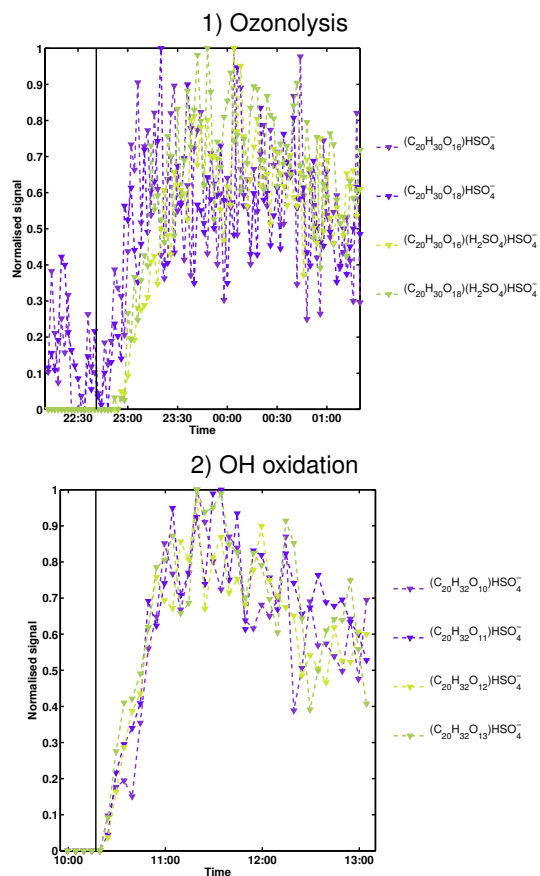 1) Ozonolysis
1
0.9
0.8
0.7
0.6
0.5
0.4
0.3
0.2
0.1
0
Normalised signal
22:30 23:00 23:30 00:00 00:30 01:00
Time
(C₂₀H₃₀O₁₆)HSO₄⁻
(C₂₀H₃₀O₁₈)HSO₄⁻
(C₂₀H₃₀O₁₆)(H₂SO₄)HSO₄⁻
(C₂₀H₃₀O₁₈)(H₂SO₄)HSO₄⁻
2) OH oxidation
1
0.9
0.8
0.7
0.6
0.5
0.4
0.3
0.2
0.1
0
Normalised signal
10:00 11:00 12:00 13:00
Time
(C₂₀H₃₂O₁₀)HSO₄⁻
(C₂₀H₃₂O₁₁)HSO₄⁻
(C₂₀H₃₂O₁₂)HSO₄⁻
(C₂₀H₃₂O₁₃)HSO₄⁻